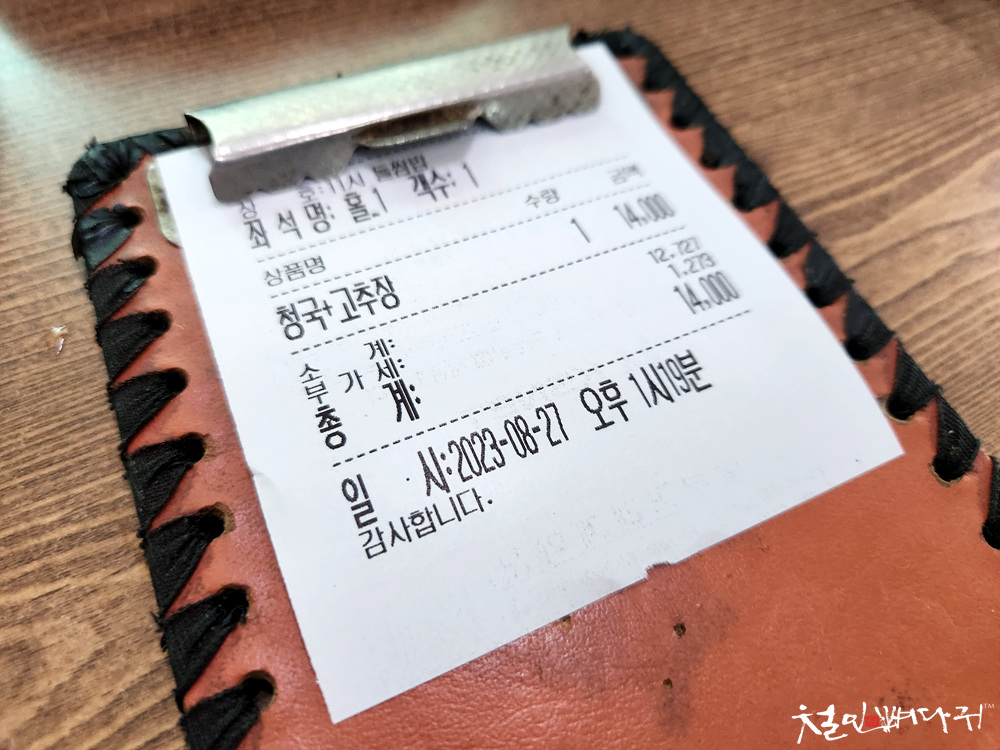 좌석명: 홀.1 객수: 1
상품명 수량 금액
청국+고추장 1 14,000
소 계: 12,727
부 가 세: 1,273
총 계: 14,000
일 시:2023-08-27 오후 1시19분
감사합니다.